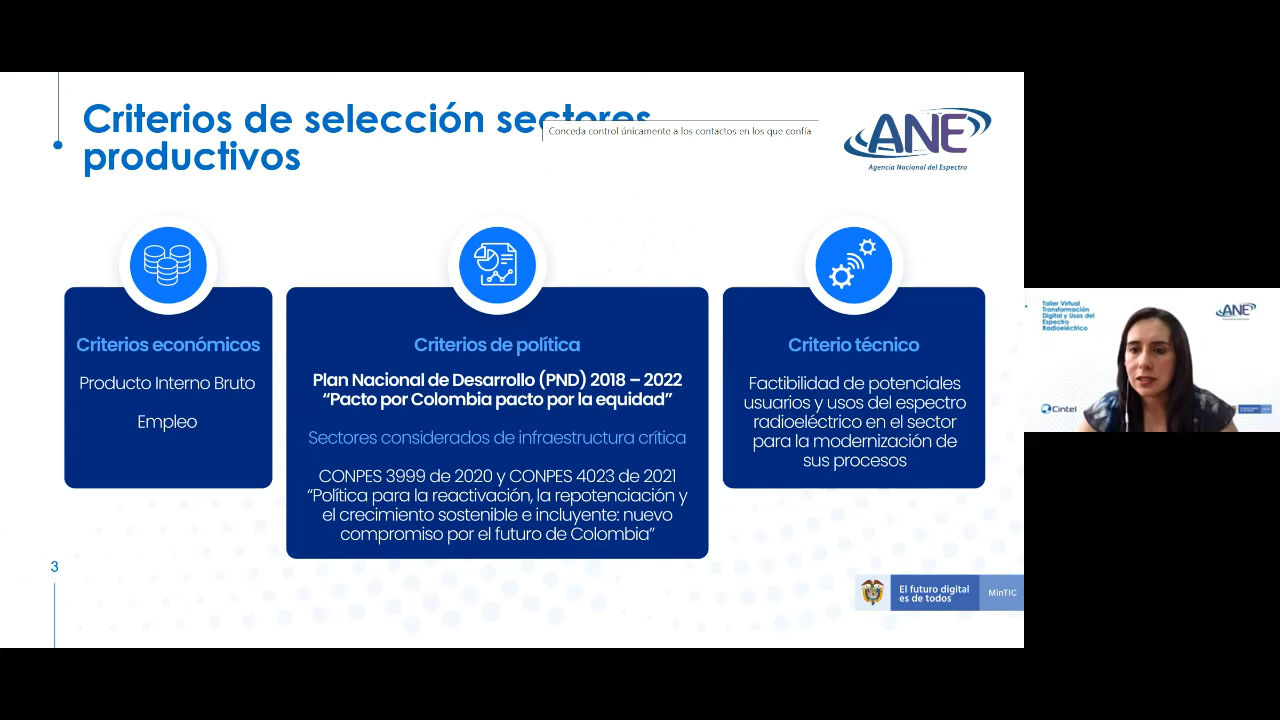 Criterios de selección sectores
productivos
Conceda control únicamente a los contactos en los que confía
ANE
Agencia Nacional del Espectro
Criterios económicos
Producto Interno Bruto
Empleo
Criterios de política
Plan Nacional de Desarrollo (PND) 2018 – 2022
“Pacto por Colombia pacto por la equidad”
Sectores considerados de infraestructura crítica
CONPES 3999 de 2020 y CONPES 4023 de 2021
“Política para la reactivación, la repotenciación y
el crecimiento sostenible e incluyente: nuevo
compromiso por el futuro de Colombia”
Criterio técnico
Factibilidad de potenciales
usuarios y usos del espectro
radioeléctrico en el sector
para la modernización de
sus procesos
3
El futuro digital
es de todos
MinTIC
Taller Virtual
Transformación
Digital y Usos del
Espectro
Radioeléctrico
ANE
Cintel